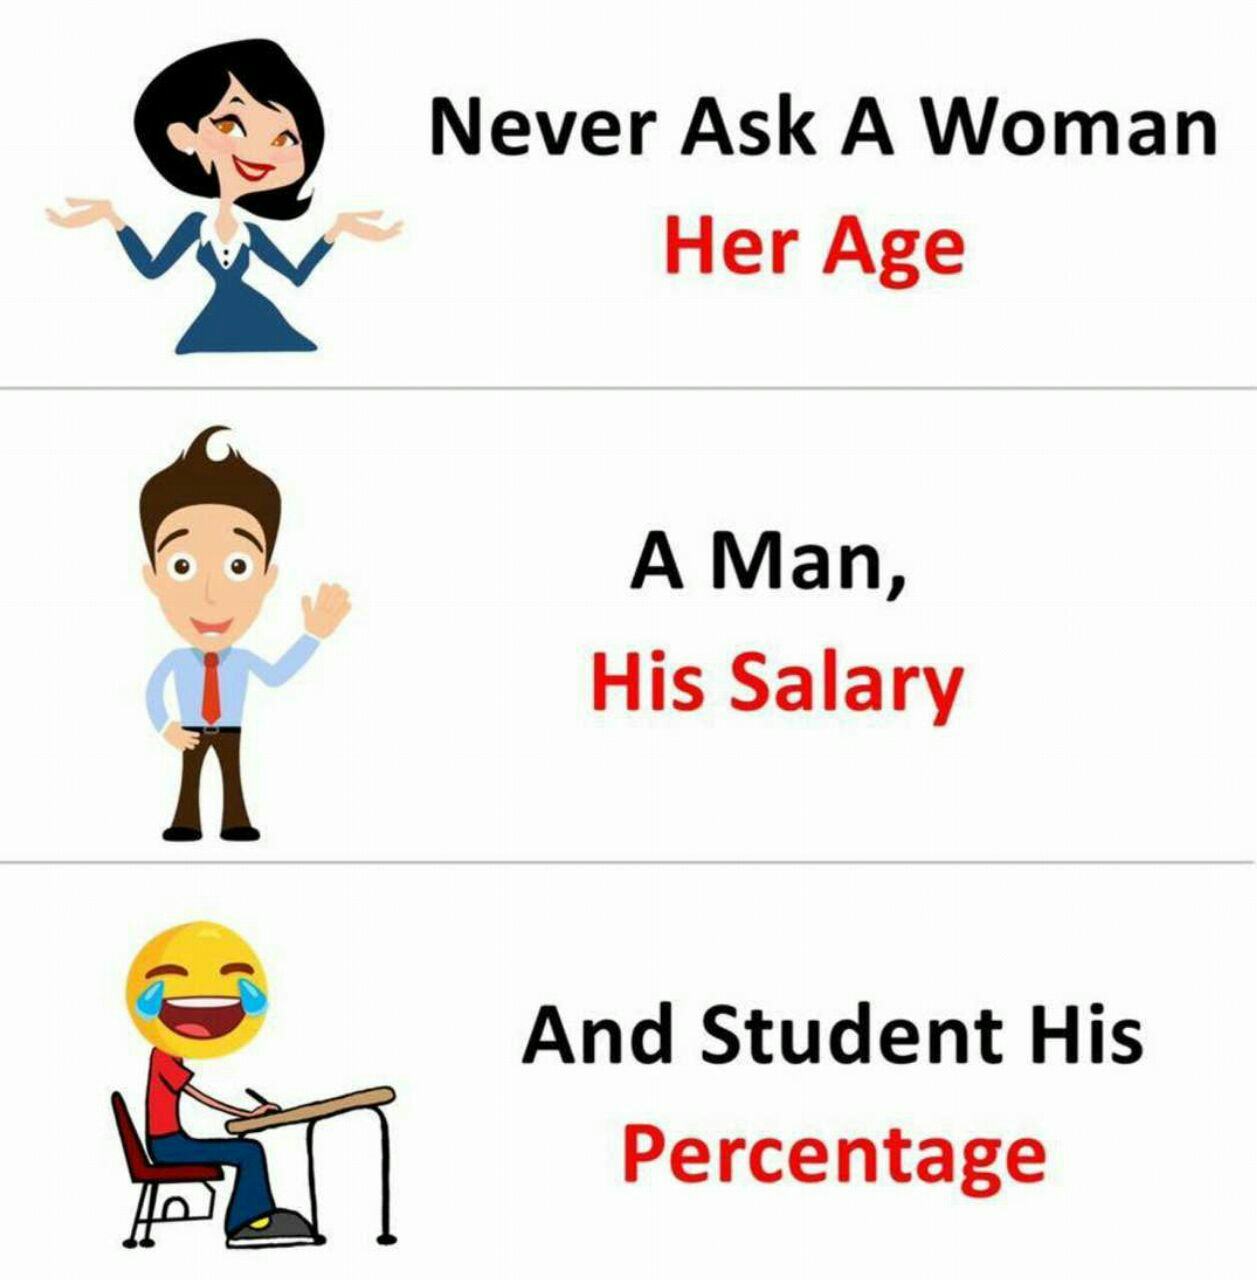 Never Ask A Woman
Her Age
A Man,
His Salary
And Student His
Percentage